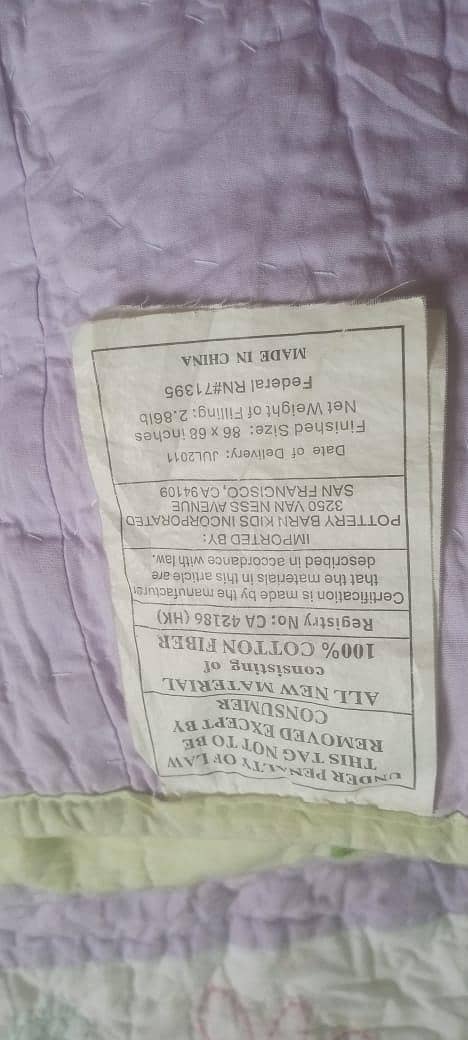 UNDER PENALTY OF LAW
THIS TAG NOT TO BE
REMOVED EXCEPT BY
CONSUMER
ALL NEW MATERIAL
consisting of
100% COTTON FIBER
Registry No: CA 42186 (HK)
Certification is made by the manufacturer
that the materials in this article are
described in accordance with law.
IMPORTED BY:
POTTERY BARN KIDS INCORPORATED
3250 VAN NESS AVENUE
SAN FRANCISCO, CA 94109
Date of Delivery: JUL2011
Finished Size: 86 x 68 inches
Net Weight of Filling: 2.86lb
Federal RN#71395
MADE IN CHINA